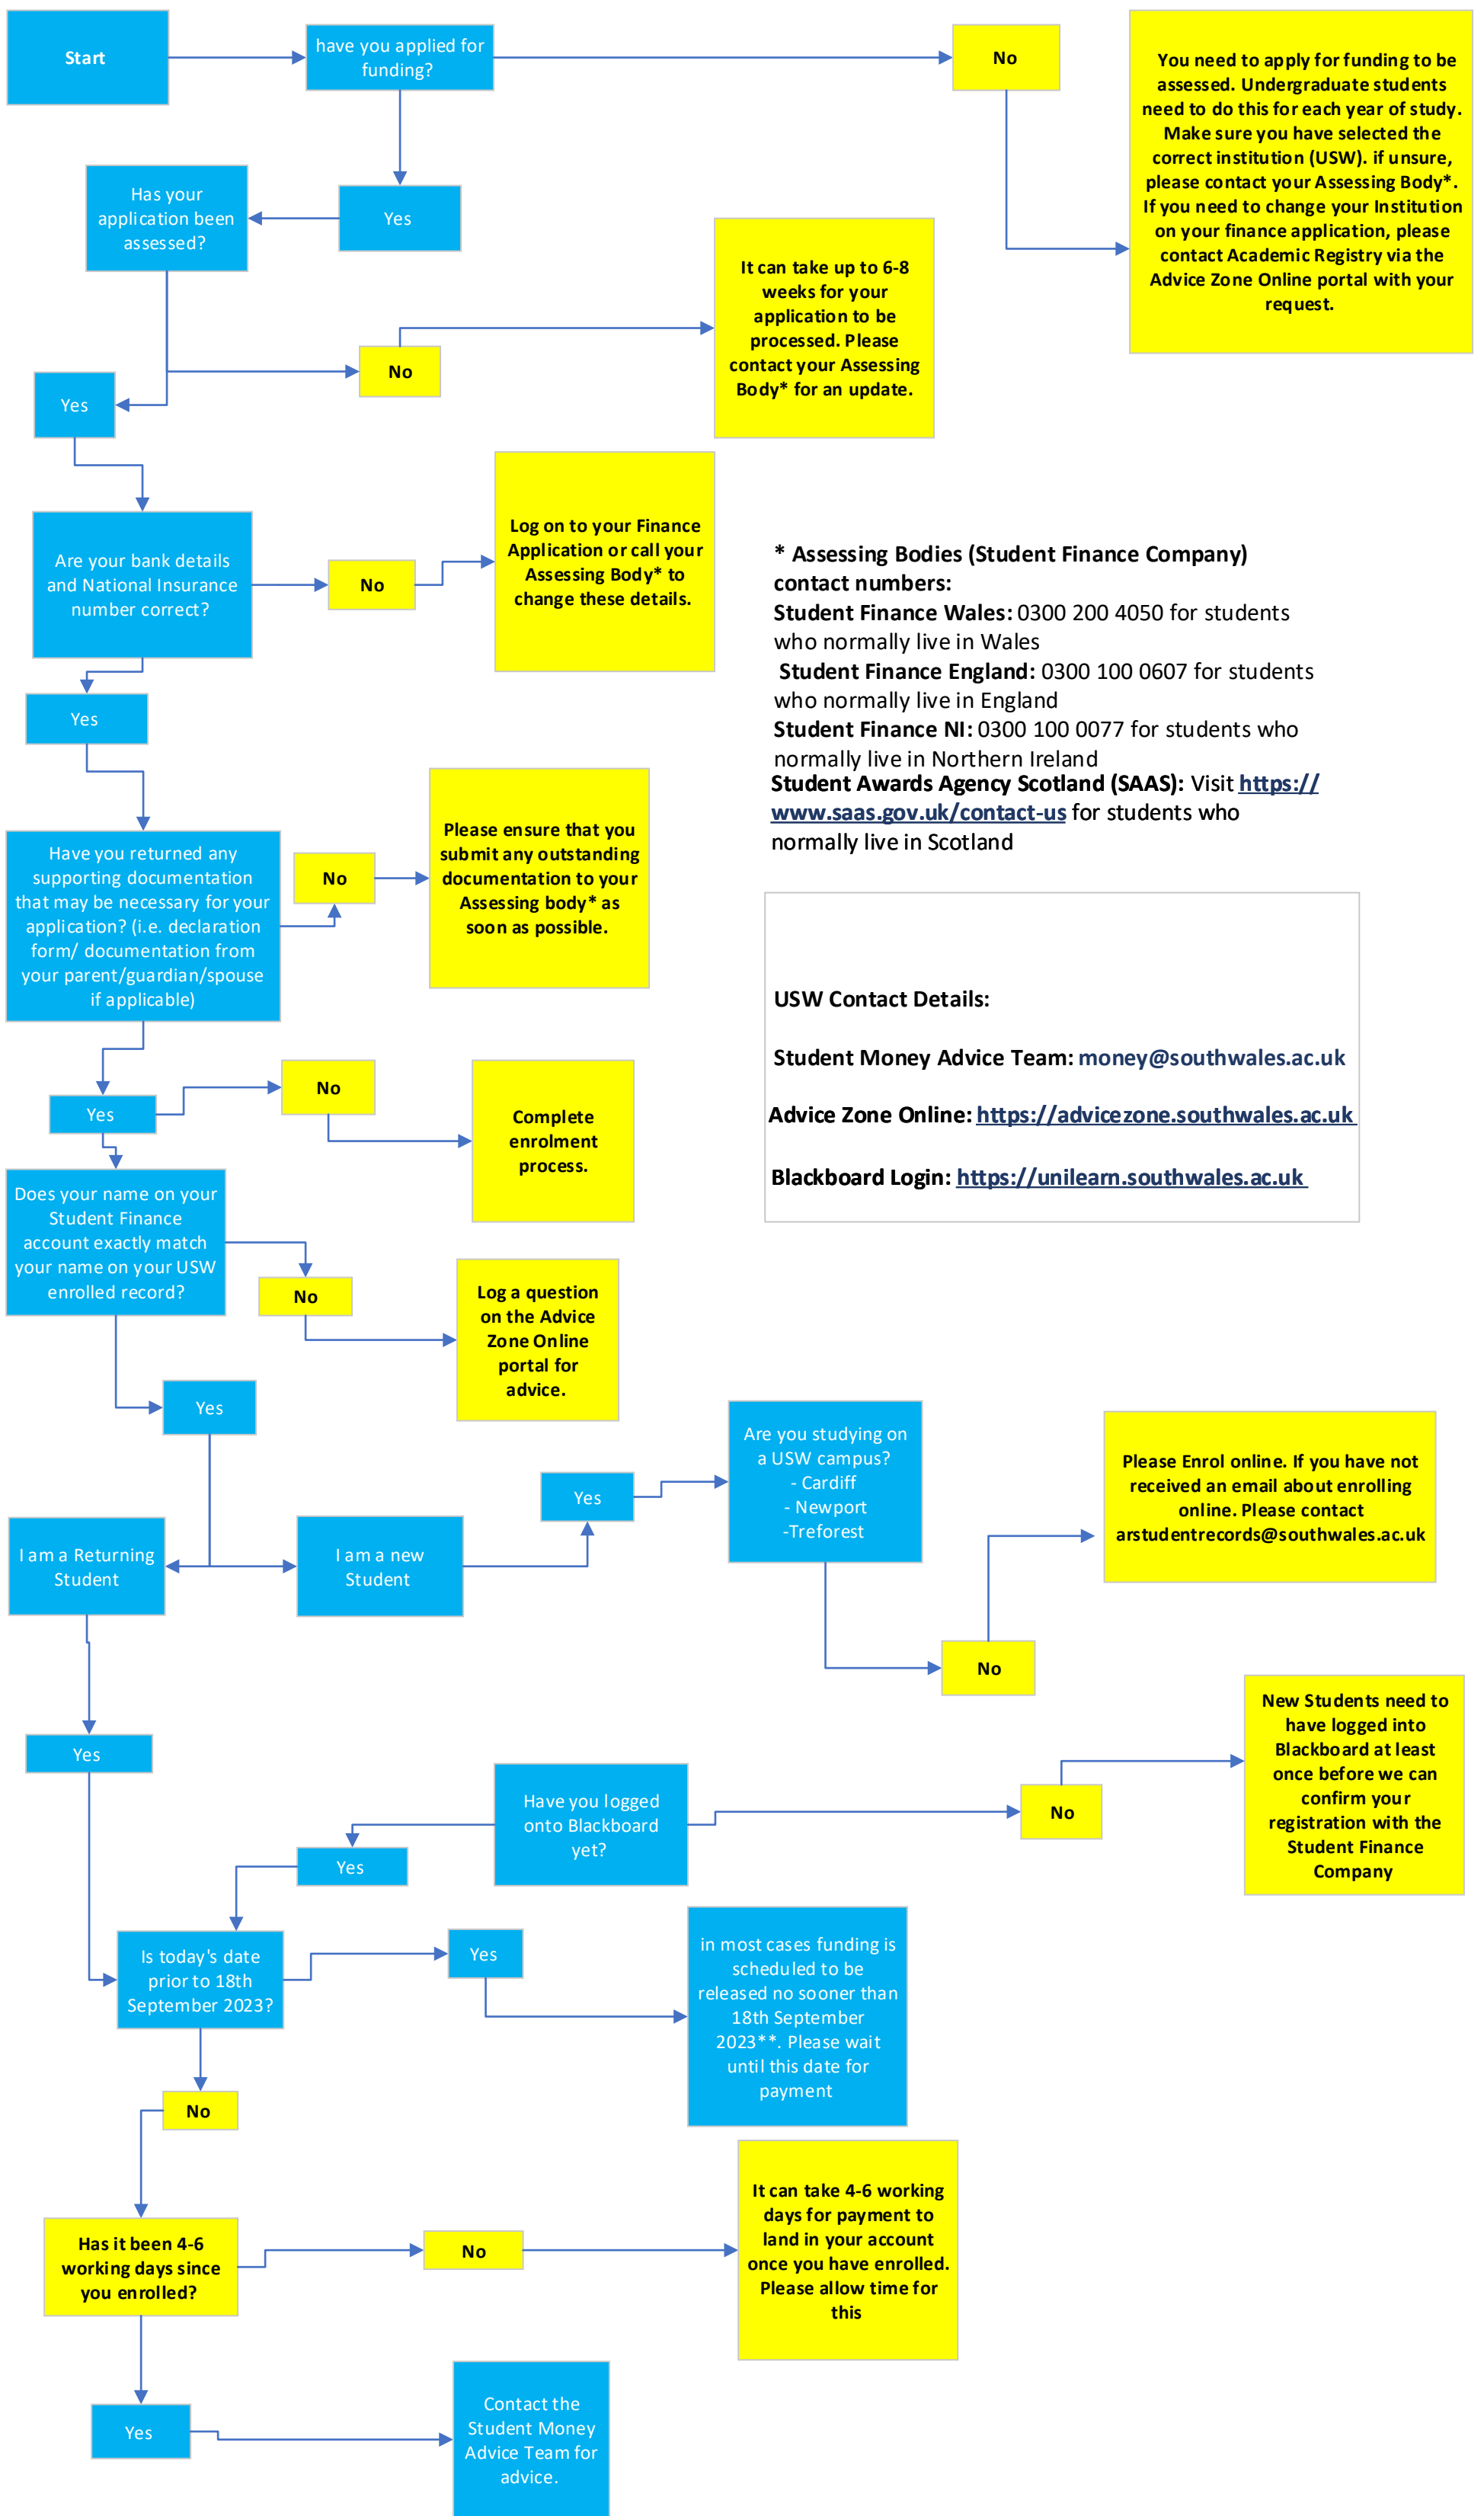 Start
have you applied for
funding?
No
You need to apply for funding to be
assessed. Undergraduate students
need to do this for each year of study.
Make sure you have selected the
correct institution (USW). if unsure,
please contact your Assessing Body*.
If you need to change your Institution
on your finance application, please
contact Academic Registry via the
Advice Zone Online portal with your
request.
Yes
Has your
application been
assessed?
No
It can take up to 6-8
weeks for your
application to be
processed. Please
contact your Assessing
Body* for an update.
Yes
Are your bank details
and National Insurance
number correct?
No
Log on to your Finance
Application or call your
Assessing Body* to
change these details.
* Assessing Bodies (Student Finance Company)
contact numbers:
Student Finance Wales: 0300 200 4050 for students
who normally live in Wales
Student Finance England: 0300 100 0607 for students
who normally live in England
Student Finance NI: 0300 100 0077 for students who
normally live in Northern Ireland
Student Awards Agency Scotland (SAAS): Visit https://
www.saas.gov.uk/contact-us for students who
normally live in Scotland
Yes
Have you returned any
supporting documentation
that may be necessary for your
application? (i.e. declaration
form/ documentation from
your parent/guardian/spouse
if applicable)
No
Please ensure that you
submit any outstanding
documentation to your
Assessing body* as
soon as possible.
USW Contact Details:
Student Money Advice Team: money@southwales.ac.uk
Advice Zone Online: https://advicezone.southwales.ac.uk
Blackboard Login: https://unilearn.southwales.ac.uk
Yes
No
Complete
enrolment
process.
Does your name on your
Student Finance
account exactly match
your name on your USW
enrolled record?
No
Log a question
on the Advice
Zone Online
portal for
advice.
Yes
I am a Returning
Student
I am a new
Student
Yes
Are you studying on
a USW campus?
- Cardiff
- Newport
-Treforest
Please Enrol online. If you have not
received an email about enrolling
online. Please contact
arstudentrecords@southwales.ac.uk
No
Yes
Have you logged
onto Blackboard
yet?
No
New Students need to
have logged into
Blackboard at least
once before we can
confirm your
registration with the
Student Finance
Company
Yes
Is today's date
prior to 18th
September 2023?
Yes
in most cases funding is
scheduled to be
released no sooner than
18th September
2023**. Please wait
until this date for
payment
No
Has it been 4-6
working days since
you enrolled?
No
It can take 4-6 working
days for payment to
land in your account
once you have enrolled.
Please allow time for
this
Yes
Contact the
Student Money
Advice Team for
advice.